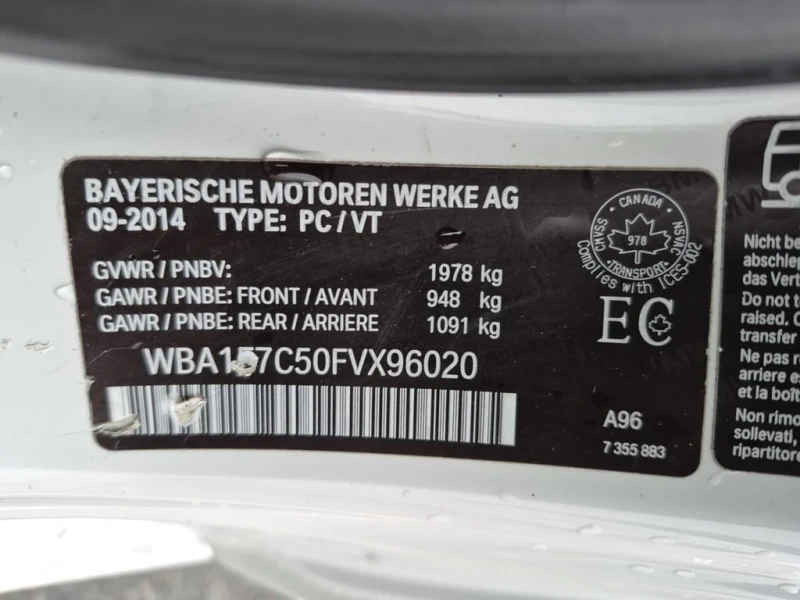 BAYERISCHE MOTOREN WERKE AG
09-2014 TYPE: PC / VT
GVWR / PNBV: 1978 kg
GAWR / PNBE: FRONT / AVANT 948 kg
GAWR / PNBE: REAR / ARRIERE 1091 kg
CANADA
CMVSS
NSVAC
978
TRANSPORT
Complies with ICES-002
EC
A96
7 355 883
Nicht be
abschlep
das Vert
Do not to
raised. C
transfer
Ne pas r
arriere e
et la boît
Non rimo
sollevati,
ripartitore